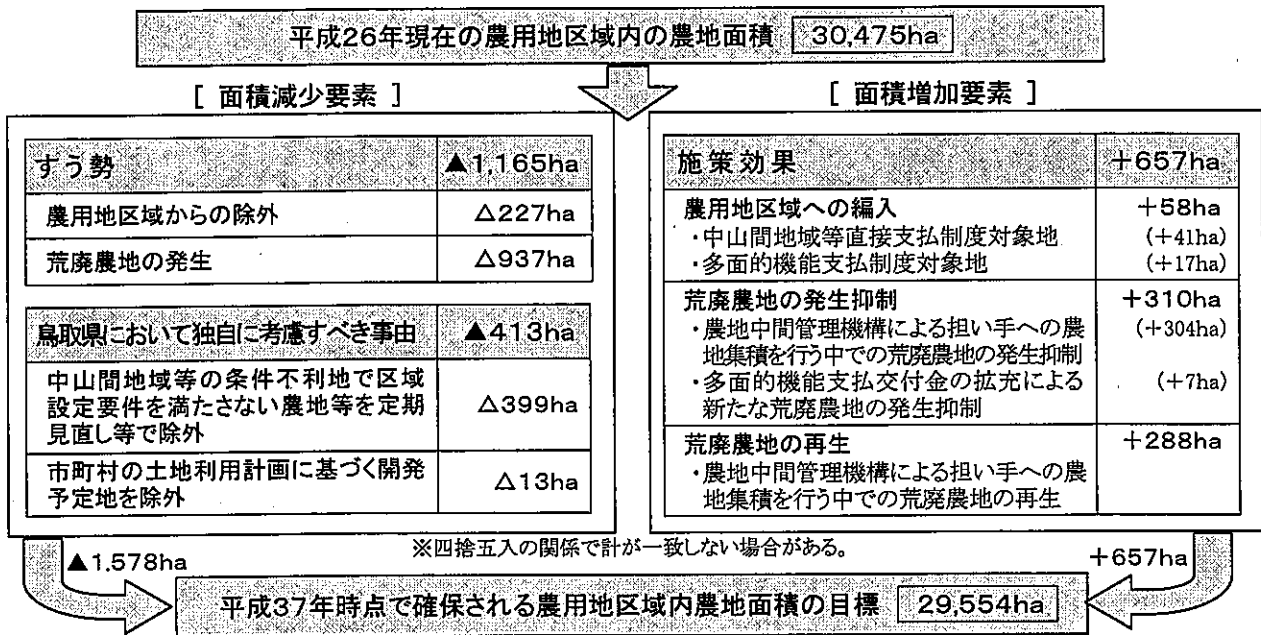 平成26年現在の農用地区域内の農地面積 30,475ha
[ 面積減少要素 ]
すう勢 ▲1,165ha
農用地区域からの除外 △227ha
荒廃農地の発生 △937ha
鳥取県において独自に考慮すべき事由 ▲413ha
中山間地域等の条件不利地で区域
設定要件を満たさない農地等を定期
見直し等で除外
△399ha
市町村の土地利用計画に基づく開発
予定地を除外
△13ha
[ 面積増加要素 ]
施策効果 +657ha
農用地区域への編入 +58ha
・中山間地域等直接支払制度対象地 (+41ha)
・多面的機能支払制度対象地 (+17ha)
荒廃農地の発生抑制 +310ha
・農地中間管理機構による担い手への農 (+304ha)
地集積を行う中での荒廃農地の発生抑制
・多面的機能支払交付金の拡充による (+7ha)
新たな荒廃農地の発生抑制
荒廃農地の再生 +288ha
・農地中間管理機構による担い手への農
地集積を行う中での荒廃農地の再生
※四捨五入の関係で計が一致しない場合がある。
▲1,578ha
+657ha
平成37年時点で確保される農用地区域内農地面積の目標 29,554ha